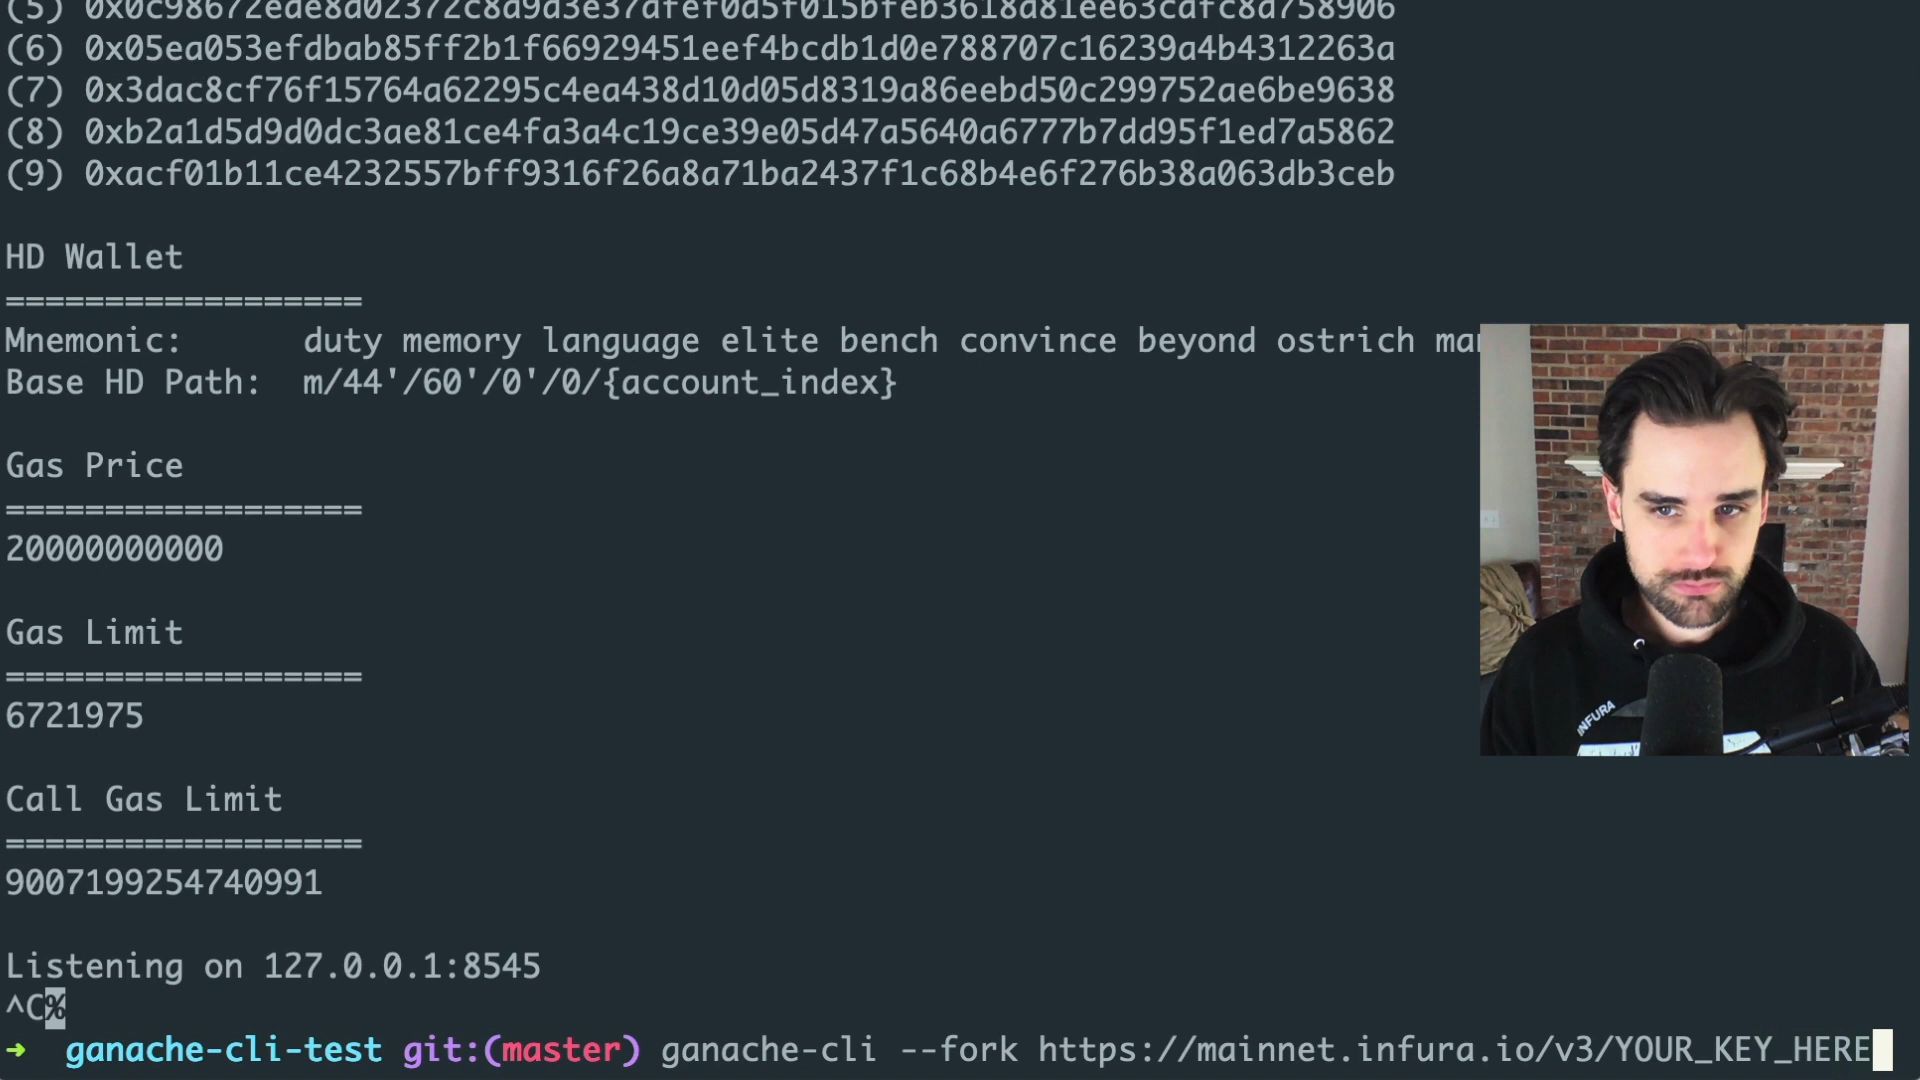 (5) 0x0c98672ede8d02372c8a9d3e37afef0a5f015bfeb3618d81ee63cafc8d758906
(6) 0x05ea053efdbab85ff2b1f66929451eef4bcdb1d0e788707c16239a4b4312263a
(7) 0x3dac8cf76f15764a62295c4ea438d10d05d8319a86eebd50c299752ae6be9638
(8) 0xb2a1d5d9d0dc3ae81ce4fa3a4c19ce39e05d47a5640a6777b7dd95f1ed7a5862
(9) 0xacf01b11ce4232557bff9316f26a8a71ba2437f1c68b4e6f276b38a063db3ceb
HD Wallet
==================
Mnemonic:      duty memory language elite bench convince beyond ostrich
Base HD Path:  m/44'/60'/0'/0/{account_index}
Gas Price
==================
20000000000
Gas Limit
==================
6721975
Call Gas Limit
==================
9007199254740991
Listening on 127.0.0.1:8545
^C%
➜  ganache-cli-test git:(master) ganache-cli --fork https://mainnet.infura.io/v3/YOUR_KEY_HERE
INFURA